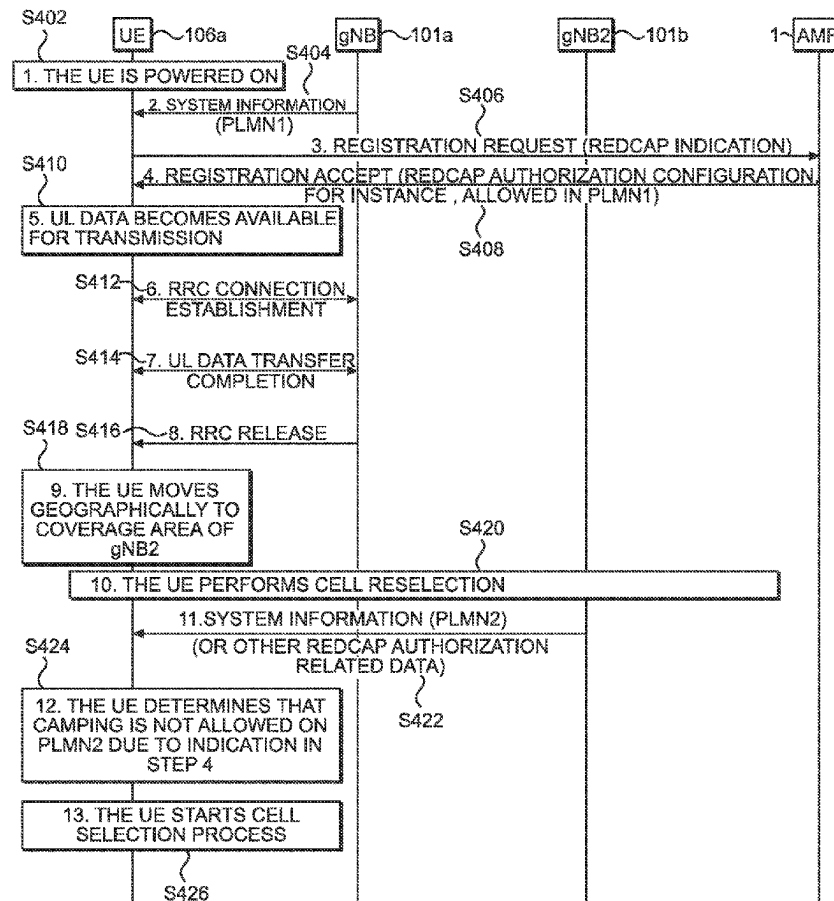 S402
UE
106a
gNB
101a
gNB2
101b
1
AMF
1. THE UE IS POWERED ON
S404
2. SYSTEM INFORMATION
(PLMN1)
S406
3. REGISTRATION REQUEST (REDCAP INDICATION)
S410
4. REGISTRATION ACCEPT (REDCAP AUTHORIZATION CONFIGURATION,
FOR INSTANCE , ALLOWED IN PLMN1)
S408
5. UL DATA BECOMES AVAILABLE
FOR TRANSMISSION
S412
6. RRC CONNECTION
ESTABLISHMENT
S414
7. UL DATA TRANSFER
COMPLETION
S418
S416
8. RRC RELEASE
9. THE UE MOVES
GEOGRAPHICALLY TO
COVERAGE AREA OF
gNB2
S420
10. THE UE PERFORMS CELL RESELECTION
11.SYSTEM INFORMATION (PLMN2)
(OR OTHER REDCAP AUTHORIZATION
RELATED DATA)
S424
S422
12. THE UE DETERMINES THAT
CAMPING IS NOT ALLOWED ON
PLMN2 DUE TO INDICATION IN
STEP 4
13. THE UE STARTS CELL
SELECTION PROCESS
S426